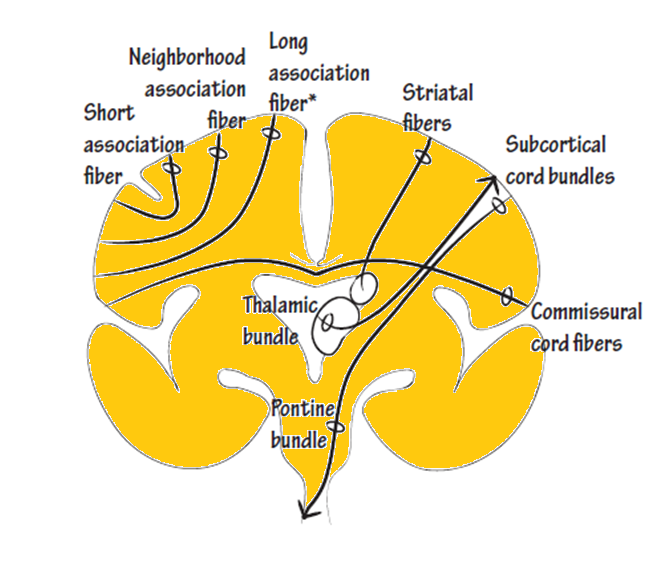 Neighborhood
association
fiber
Long
association
fiber*
Short
association
fiber
Striatal
fibers
Subcortical
cord bundles
Thalamic
bundle
Commissural
cord fibers
Pontine
bundle